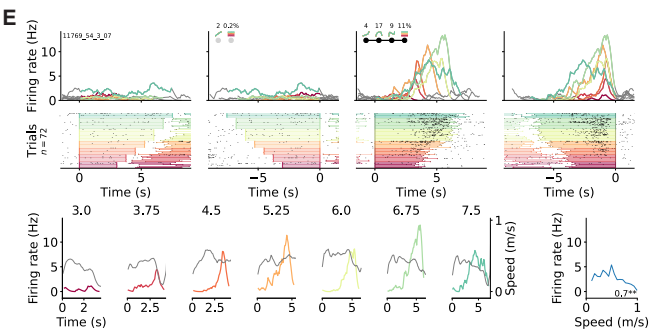 E
11769_54_3_07
2 0.2%
4 17 9 11%
Firing rate (Hz)
10
5
0
Trials
n = 72
0 5
−5 0
0 5
−5 0
Time (s) Time (s) Time (s) Time (s)
3.0 3.75 4.5 5.25 6.0 6.75 7.5
Firing rate (Hz)
10
5
0
0 2
0 2.5
0 2.5
0 5
0 5
0 5
0 5
Time (s)
1
0
Speed (m/s)
Firing rate (Hz)
10
5
0
0.7**
0 1
Speed (m/s)